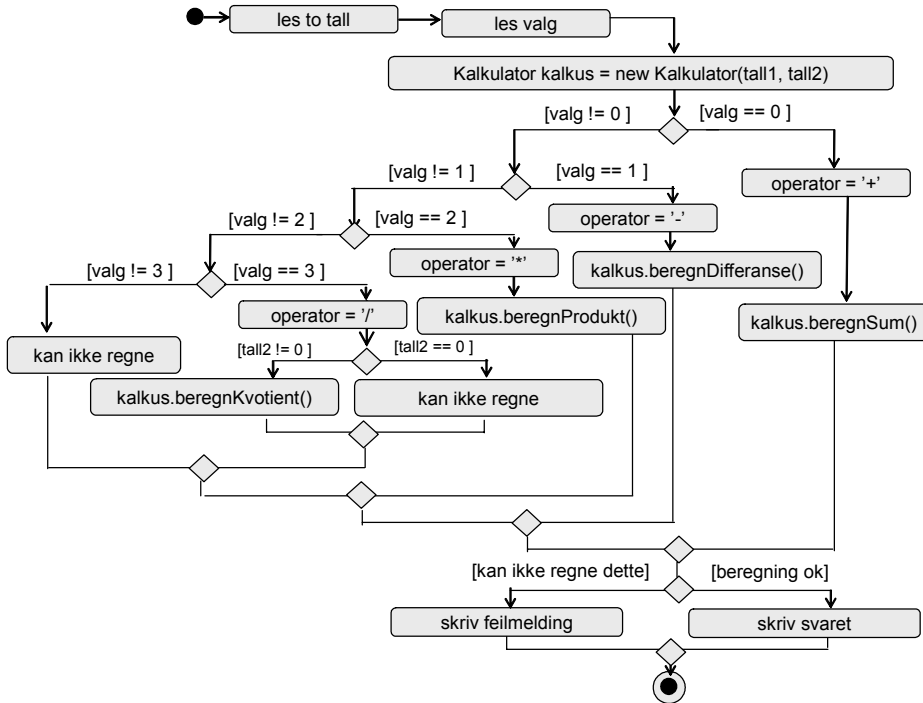 les to tall
les valg
Kalkulator kalkus = new Kalkulator(tall1, tall2)
[valg != 0 ]
[valg == 0 ]
[valg != 1 ]
[valg == 1 ]
operator = ’+’
[valg != 2 ]
[valg == 2 ]
operator = ’-’
[valg != 3 ]
[valg == 3 ]
operator = ’*’
kalkus.beregnDifferanse()
operator = ’/’
kalkus.beregnProdukt()
kalkus.beregnSum()
kan ikke regne
[tall2 != 0 ]
[tall2 == 0 ]
kalkus.beregnKvotient()
kan ikke regne
[kan ikke regne dette]
[beregning ok]
skriv feilmelding
skriv svaret